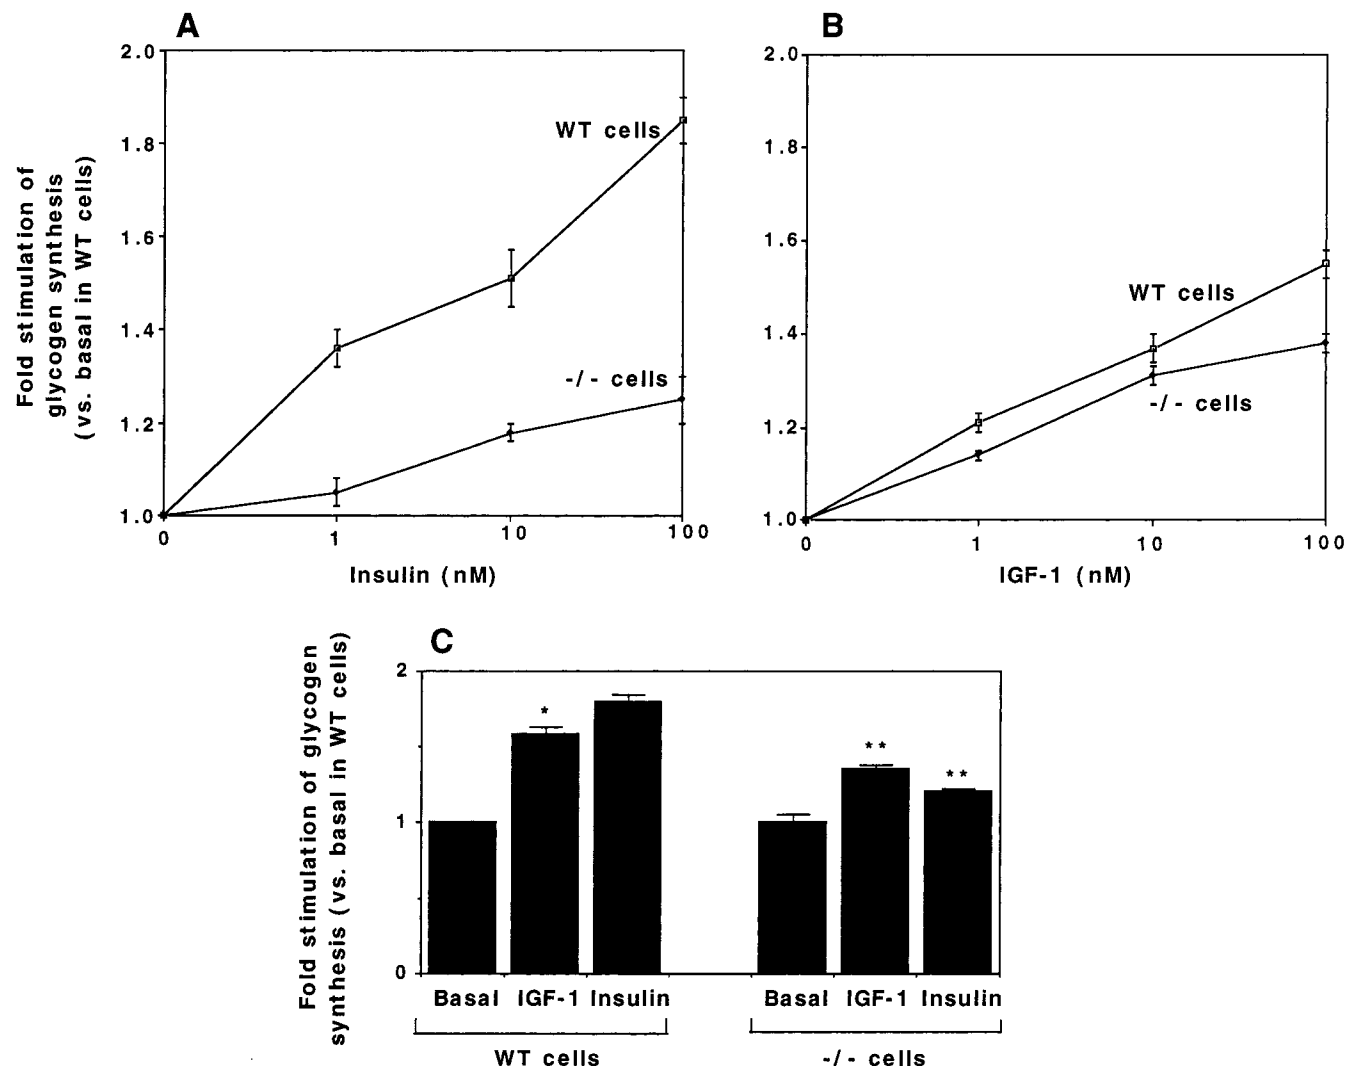 A
Fold stimulation of
glycogen synthesis
(vs. basal in WT cells)
2.0
1.8
1.6
1.4
1.2
1.0
WT cells
-/- cells
0 1 10 100
Insulin (nM)
B
2.0
1.8
1.6
1.4
1.2
1.0
WT cells
-/- cells
0 1 10 100
IGF-1 (nM)
C
Fold stimulation of glycogen
synthesis (vs. basal in WT cells)
2
1
0
*
**
**
Basal IGF-1 Insulin Basal IGF-1 Insulin
WT cells -/- cells